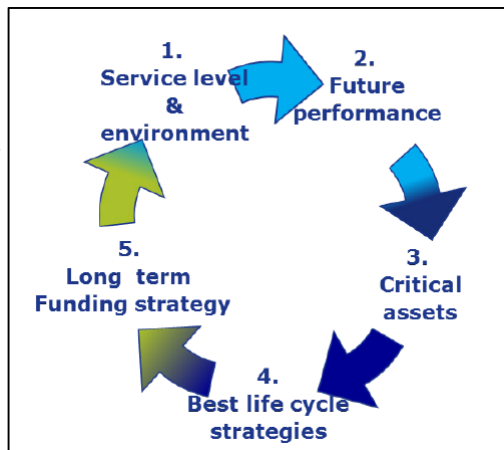 1.
Service level
&
environment
2.
Future
performance
3.
Critical
assets
4.
Best life cycle
strategies
5.
Long term
Funding strategy